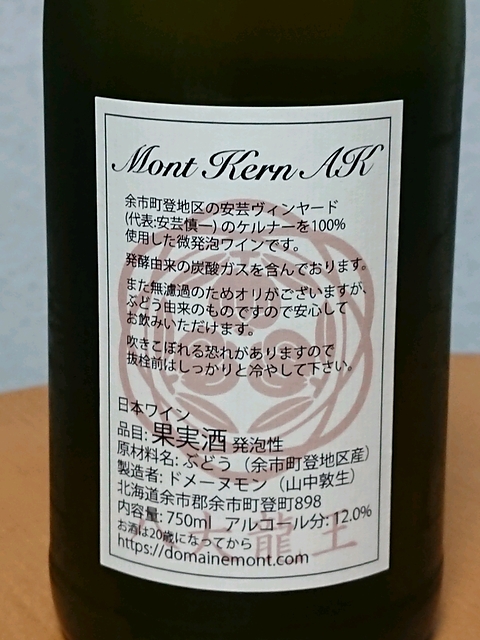 Mont Kern AK
余市町登地区の安芸ヴィンヤード
(代表:安芸慎一) のケルナーを100%
使用した微発泡ワインです。
発酵由来の炭酸ガスを含んでおります。
また無濾過のためオリがございますが、
ぶどう由来のものですので安心して
お飲みいただけます。
吹きこぼれる恐れがありますので
抜栓前はしっかりと冷やして下さい。
日本ワイン
品目: 果実酒 発泡性
原材料名: ぶどう (余市町登地区産)
製造者: ドメーヌモン (山中敦生)
北海道余市郡余市町登町898
内容量: 750ml アルコール分: 12.0%
お酒は20歳になってから
八大龍王
https://domainemont.com